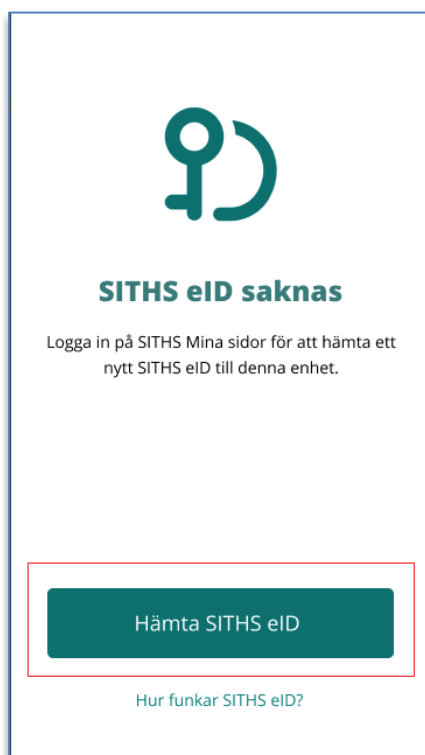 SITHS eID saknas
Logga in på SITHS Mina sidor för att hämta ett
nytt SITHS eID till denna enhet.
Hämta SITHS eID
Hur funkar SITHS eID?